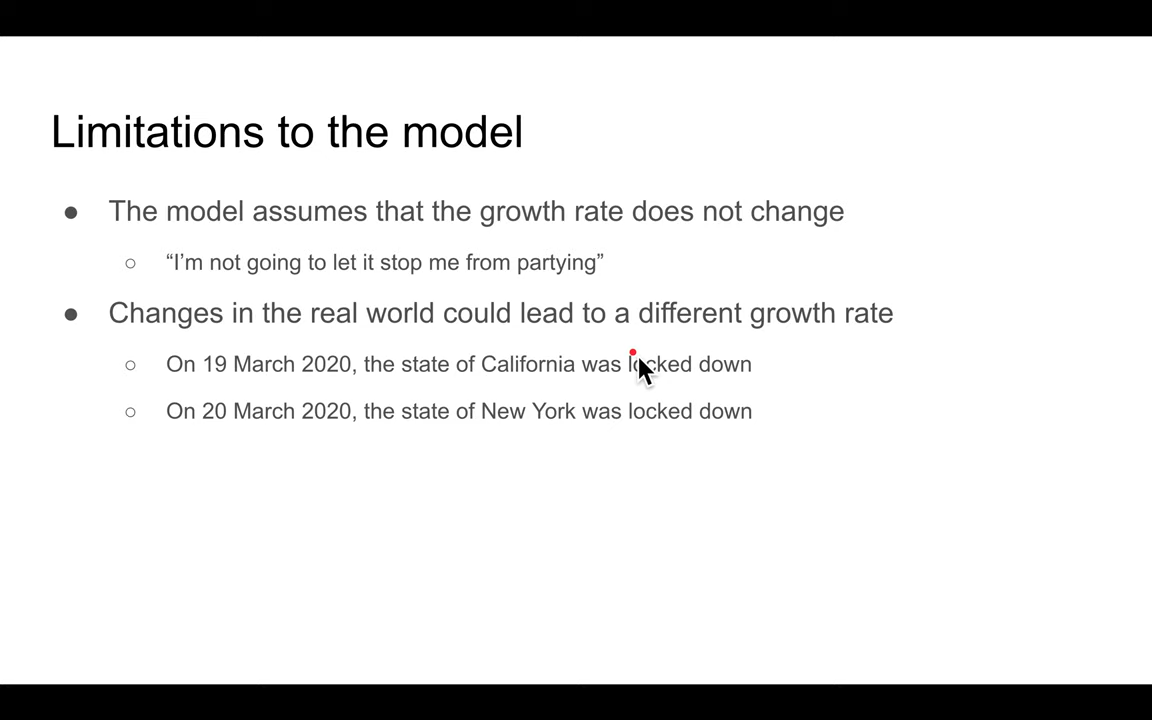 Limitations to the model
● The model assumes that the growth rate does not change
○ “I’m not going to let it stop me from partying”
● Changes in the real world could lead to a different growth rate
○ On 19 March 2020, the state of California was locked down
○ On 20 March 2020, the state of New York was locked down